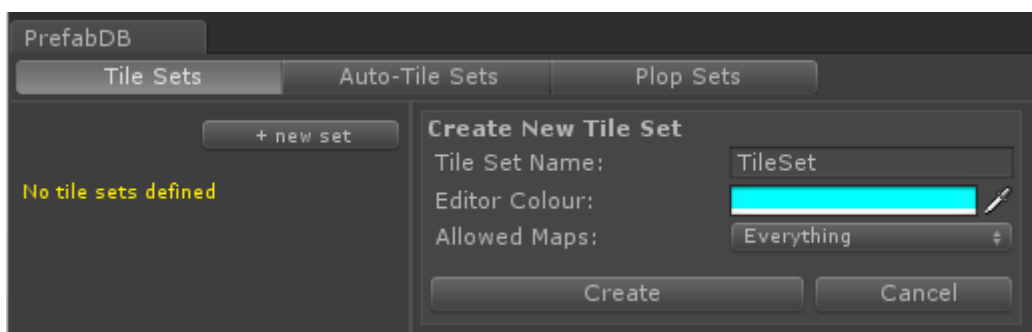 PrefabDB
Tile Sets Auto-Tile Sets Plop Sets
+ new set
No tile sets defined
Create New Tile Set
Tile Set Name: TileSet
Editor Colour:
Allowed Maps: Everything
Create Cancel